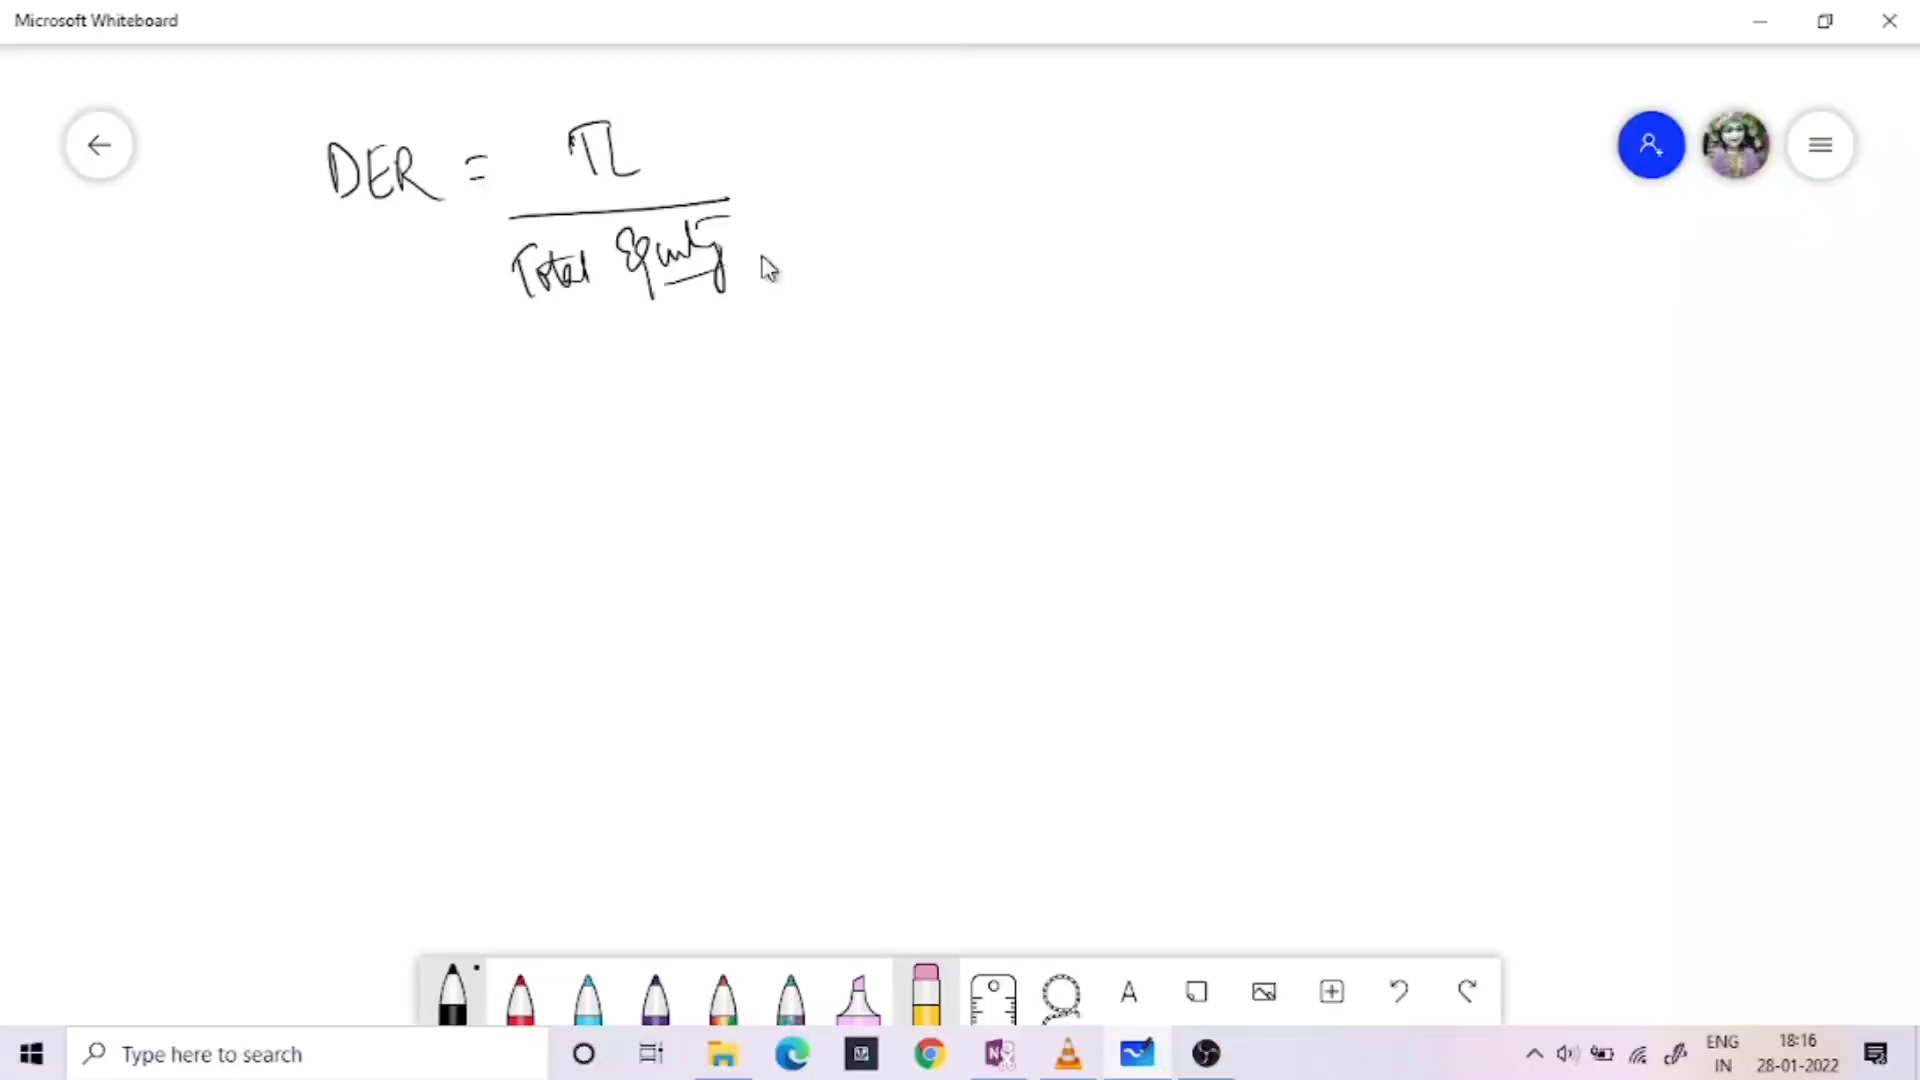 Microsoft Whiteboard
DER = TL
Total Equity
A
Type here to search
ENG
IN
18:16
28-01-2022